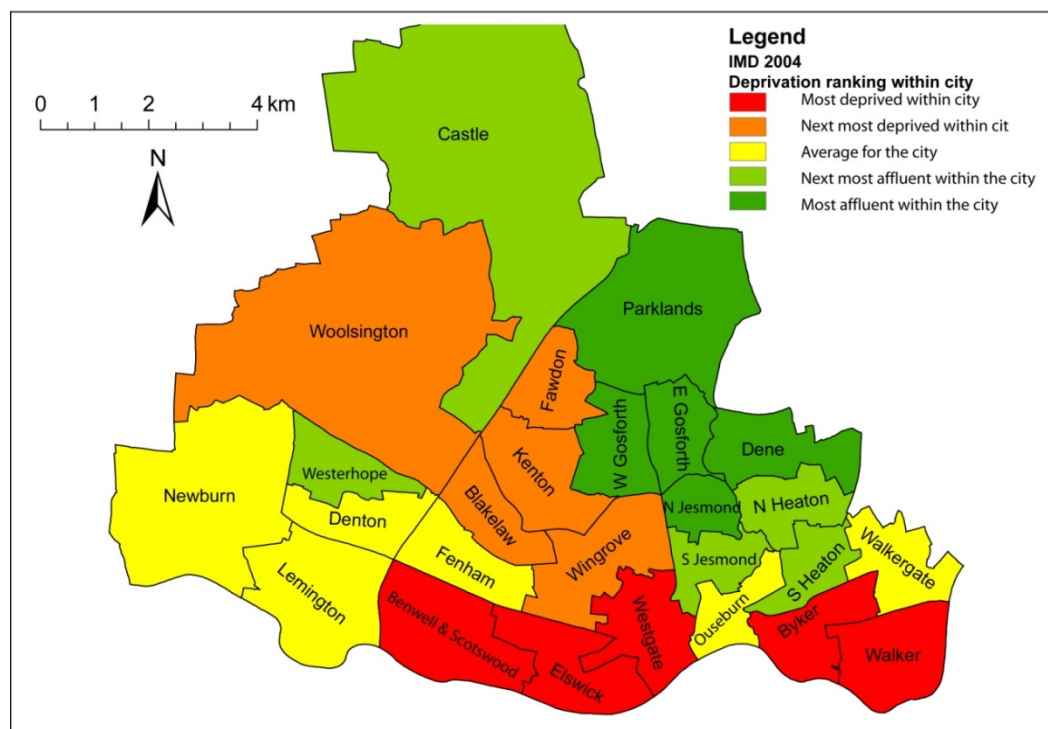 Legend
IMD 2004
Deprivation ranking within city
Most deprived within city
Next most deprived within cit
Average for the city
Next most affluent within the city
Most affluent within the city
0 1 2 4 km
N
Castle
Parklands
Woolsington
Fawdon
W Gosforth
E Gosforth
Dene
Kenton
Westerhope
Newburn
Denton
Blakelaw
N Jesmond
N Heaton
Fenham
Wingrove
S Jesmond
S Heaton
Walkergate
Lemington
Benwell & Scotswood
Elswick
Westgate
Ouseburn
Byker
Walker